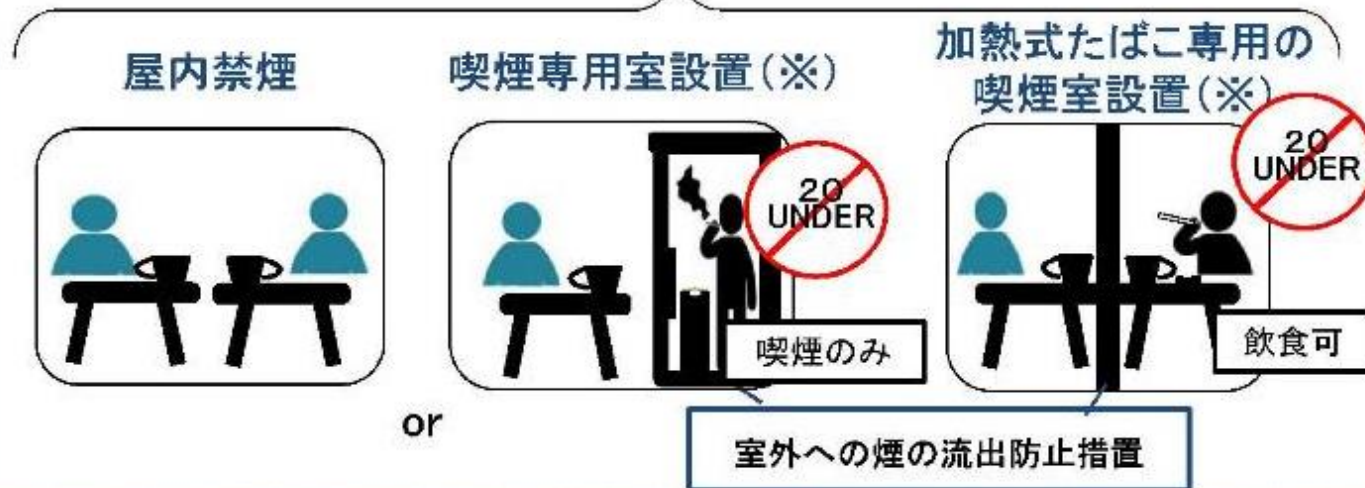 屋内禁煙
喫煙専用室設置(※)
加熱式たばこ専用の
喫煙室設置(※)
20
UNDER
20
UNDER
喫煙のみ
飲食可
or
室外への煙の流出防止措置